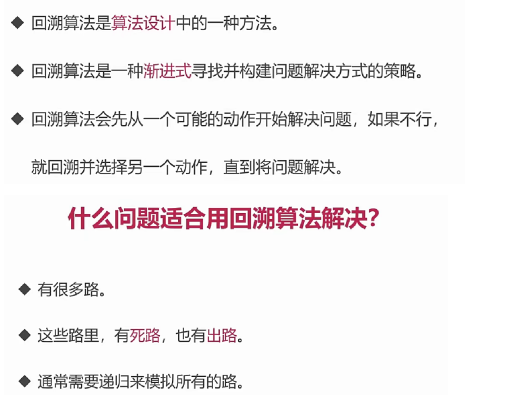 ◆ 回溯算法是算法设计中的一种方法。
◆ 回溯算法是一种渐进式寻找并构建问题解决方式的策略。
◆ 回溯算法会先从一个可能的动作开始解决问题，如果不行，
就回溯并选择另一个动作，直到将问题解决。
什么问题适合用回溯算法解决？
◆ 有很多路。
◆ 这些路里，有死路，也有出路。
◆ 通常需要递归来模拟所有的路。